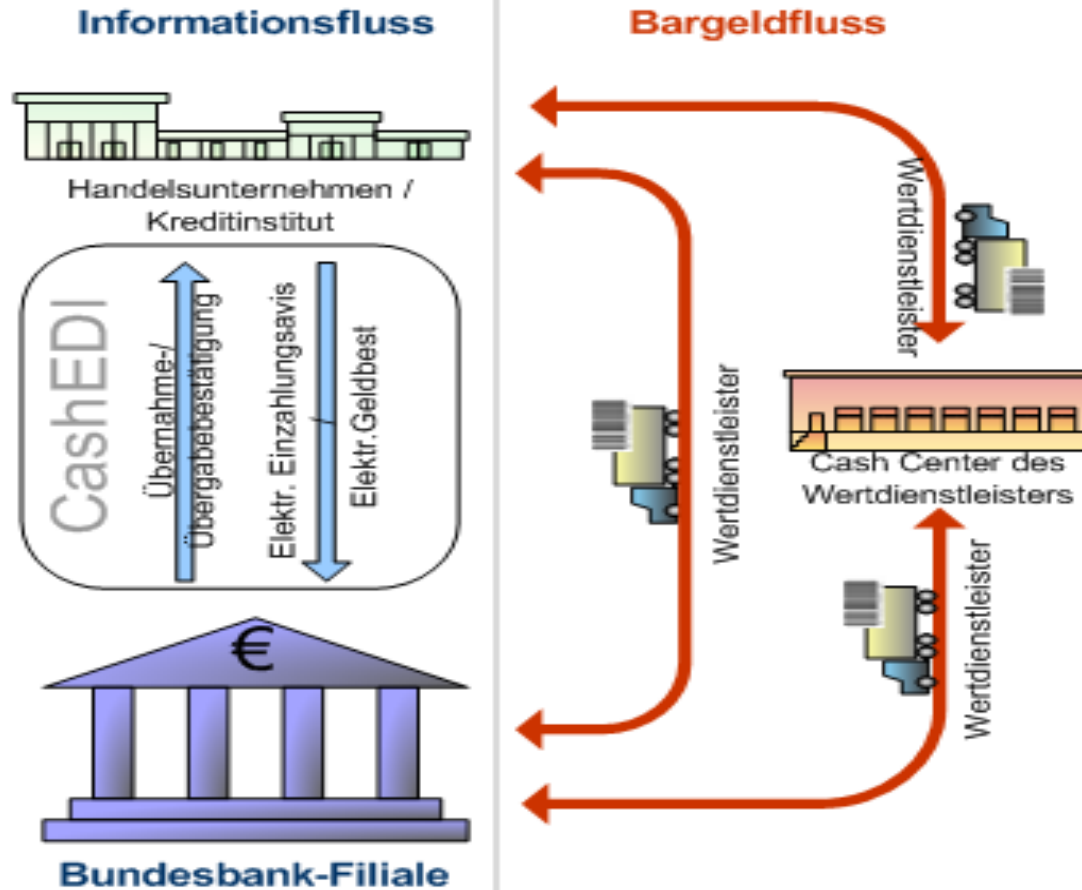 Informationsfluss
Bargeldfluss
Handelsunternehmen /
Kreditinstitut
CashEDI
Übernahme-/
Übergabebestätigung
Elektr. Einzahlungsavis /
Elektr.Geldbest
Wertdienstleister
Wertdienstleister
Cash Center des
Wertdienstleisters
Wertdienstleister
€
Bundesbank-Filiale